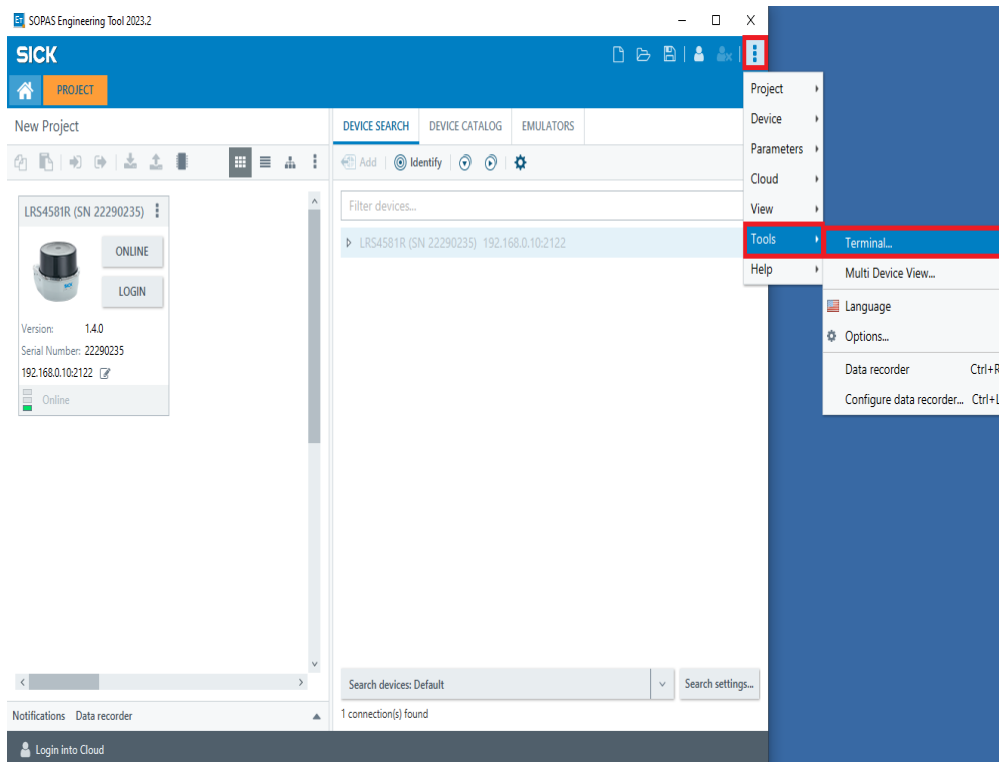 ET SOPAS Engineering Tool 2023.2
SICK
PROJECT
New Project
LRS4581R (SN 22290235)
ONLINE
LOGIN
Version: 1.4.0
Serial Number: 22290235
192.168.0.10:2122
Online
Notifications Data recorder
Login into Cloud
DEVICE SEARCH DEVICE CATALOG EMULATORS
Add Identify
Filter devices...
LRS4581R (SN 22290235) 192.168.0.10:2122
Search devices: Default Search settings...
1 connection(s) found
Project
Device
Parameters
Cloud
View
Tools
Help
Terminal...
Multi Device View...
Language
Options...
Data recorder Ctrl+R
Configure data recorder... Ctrl+L